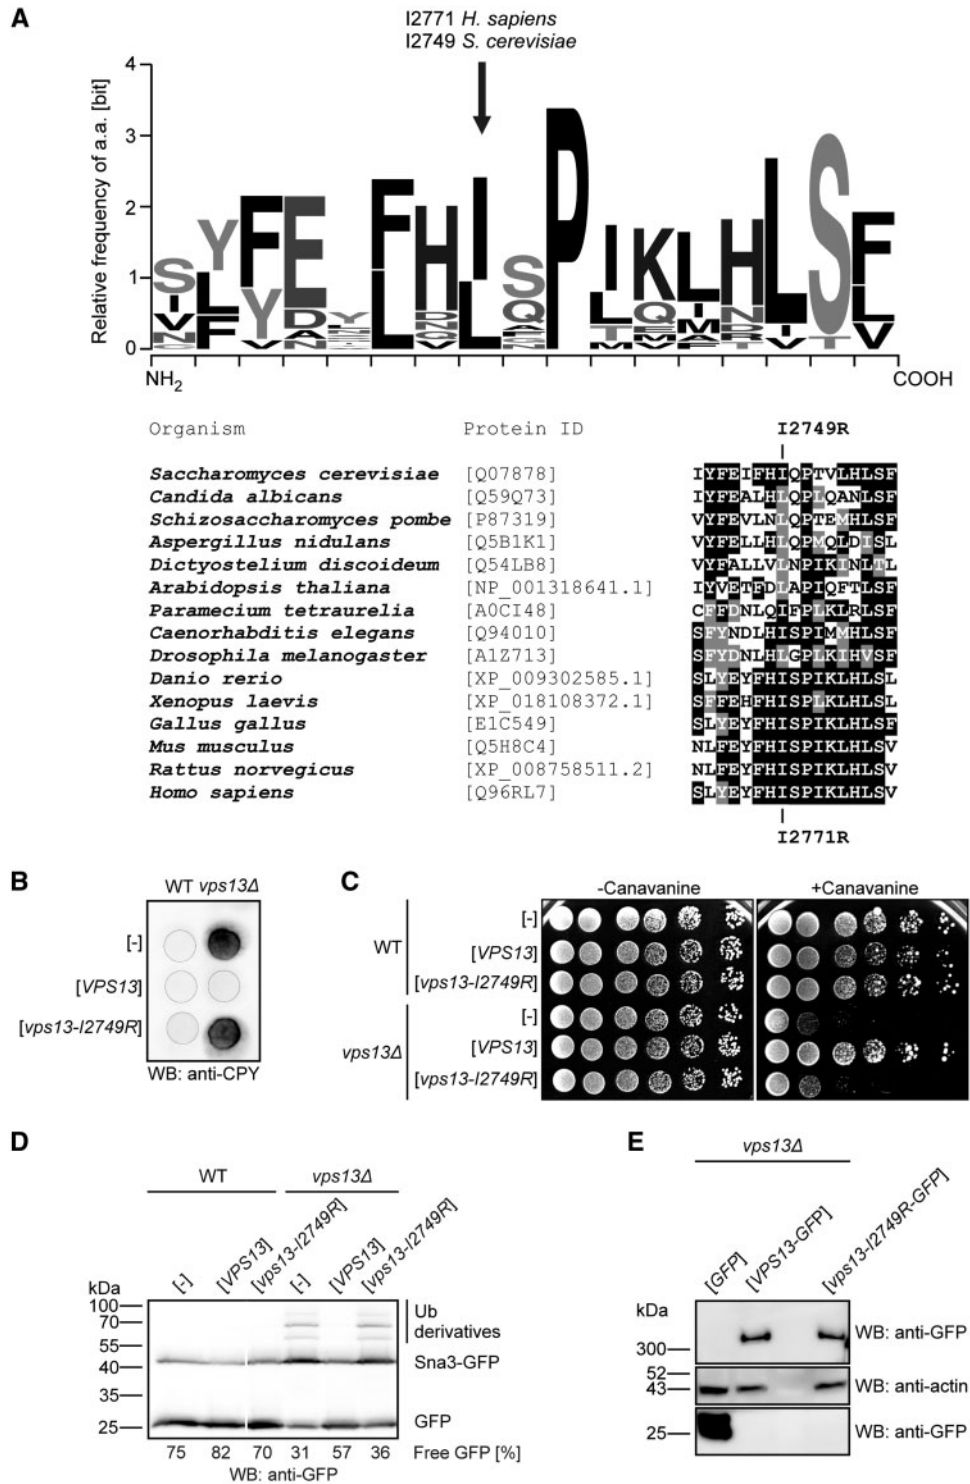 A
I2771 H. sapiens
I2749 S. cerevisiae
Relative frequency of a.a. [bit]
4
3
2
1
0
NH2
COOH
Organism Protein ID I2749R
Saccharomyces cerevisiae [Q07878] IYFEIFHIQPTVLHLSF
Candida albicans [Q59Q73] IYFEALHLQPLQANLSF
Schizosaccharomyces pombe [P87319] VYFEVLNLQPTEMHLSF
Aspergillus nidulans [Q5B1K1] VYFELLHLQPMQLDISL
Dictyostelium discoideum [Q54LB8] VYFALLVLNPIKINLTL
Arabidopsis thaliana [NP_001318641.1] IYVETFDLAPIQFTLSF
Paramecium tetraurelia [A0CI48] CFFDNLQIFPLKLRLSF
Caenorhabditis elegans [Q94010] SFYNDLHISPIMMHLSF
Drosophila melanogaster [A1Z713] SFYDNLHLGPLKIHVSF
Danio rerio [XP_009302585.1] SLYEYFHISPIKLHLSL
Xenopus laevis [XP_018108372.1] SFFEHFHISPLKLHLSL
Gallus gallus [E1C549] SLYEYFHISPIKLHLSF
Mus musculus [Q5H8C4] NLFEYFHISPIKLHLSV
Rattus norvegicus [XP_008758511.2] NLFEYFHISPIKLHLSV
Homo sapiens [Q96RL7] SLYEYFHISPIKLHLSV
I2771R
B
WT vps13Δ
[-]
[VPS13]
[vps13-I2749R]
WB: anti-CPY
C
-Canavanine +Canavanine
WT
[-]
[VPS13]
[vps13-I2749R]
vps13Δ
[-]
[VPS13]
[vps13-I2749R]
D
WT vps13Δ
[-] [VPS13] [vps13-I2749R] [-] [VPS13] [vps13-I2749R]
kDa
100
70
55
40
35
25
Ub
derivatives
Sna3-GFP
GFP
75 82 70 31 57 36 Free GFP [%]
WB: anti-GFP
E
vps13Δ
[GFP] [VPS13-GFP] [vps13-I2749R-GFP]
kDa
300
WB: anti-GFP
52
43
WB: anti-actin
25
WB: anti-GFP